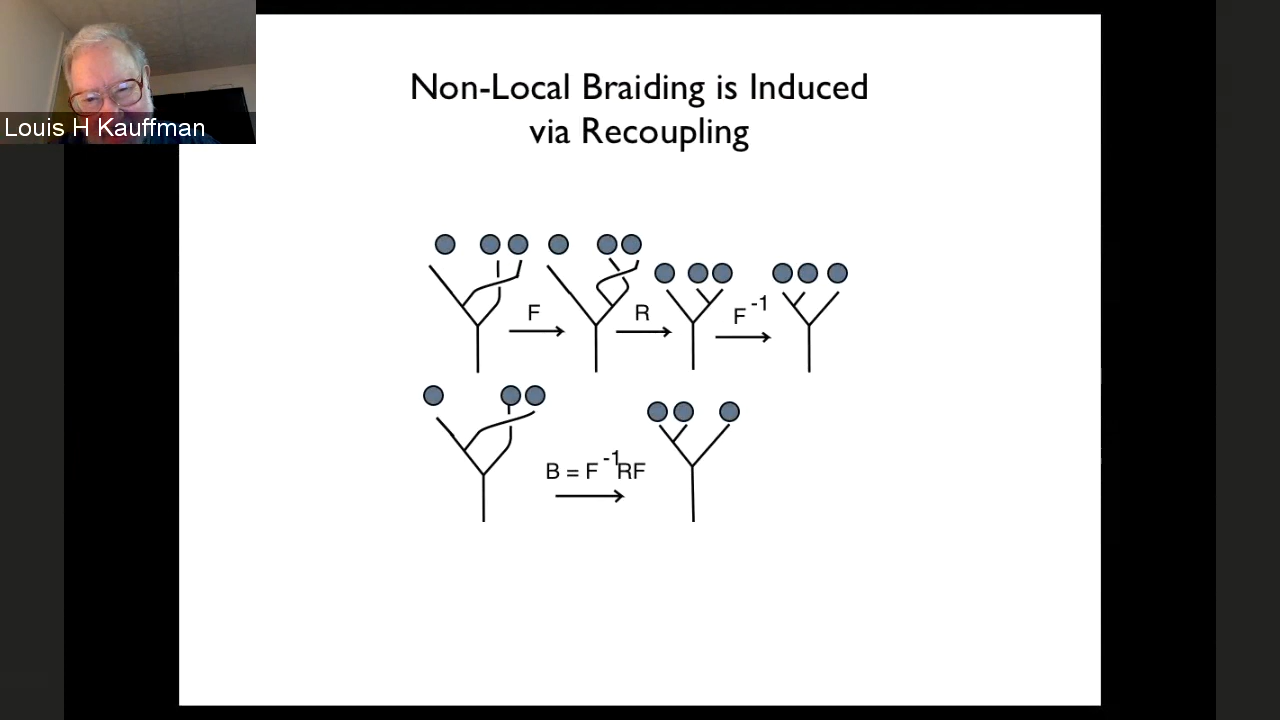 Louis H Kauffman
Non-Local Braiding is Induced
via Recoupling
F
R
F -1
B = F -1 RF